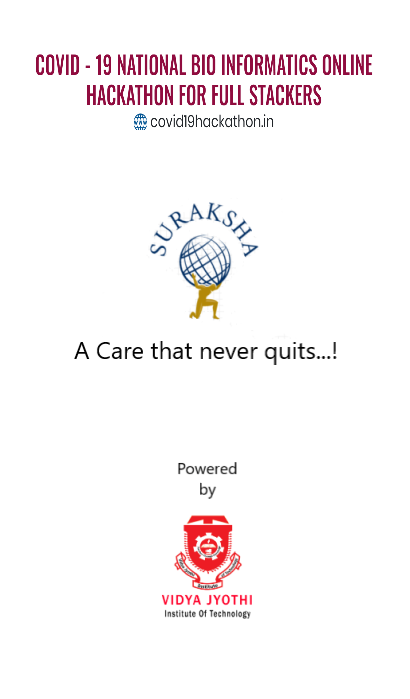 COVID - 19 NATIONAL BIO INFORMATICS ONLINE
HACKATHON FOR FULL STACKERS
covid19hackathon.in
SURAKSHA
A Care that never quits...!
Powered
by
VIDYA JYOTHI
Institute Of Technology